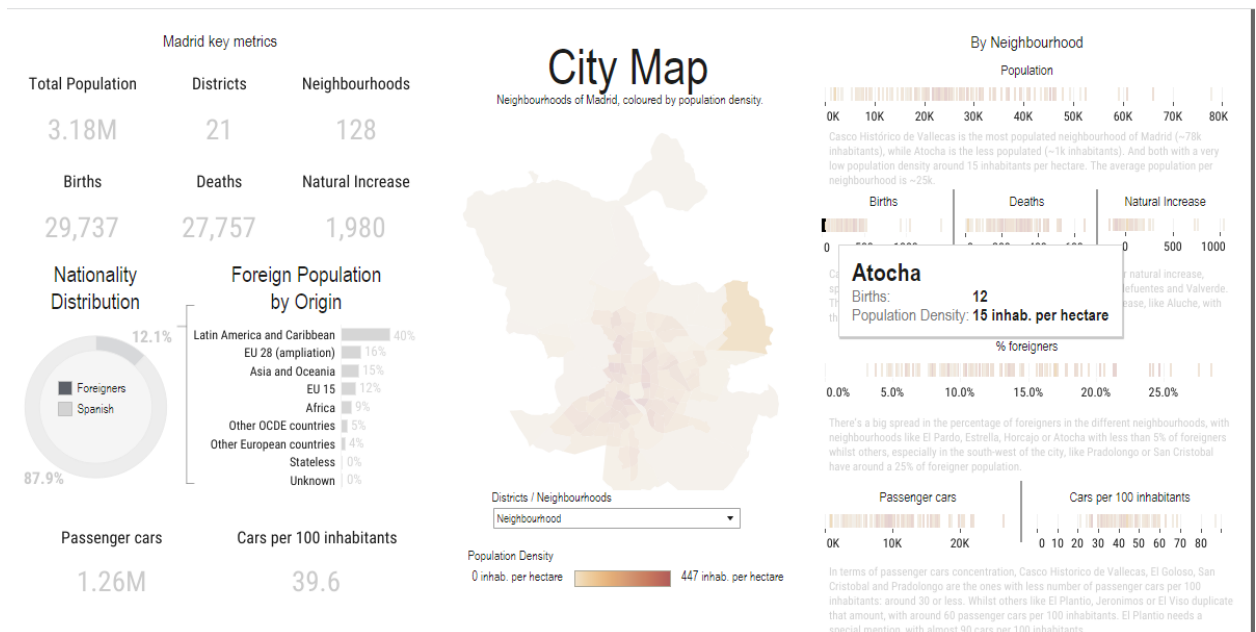 Madrid key metrics
Total Population
Districts
Neighbourhoods
3.18M
21
128
Births
Deaths
Natural Increase
29,737
27,757
1,980
Nationality
Distribution
12.1%
Foreigners
Spanish
87.9%
Foreign Population
by Origin
Latin America and Caribbean 40%
EU 28 (ampliation) 16%
Asia and Oceania 15%
EU 15 12%
Africa 9%
Other OCDE countries 5%
Other European countries 4%
Stateless 0%
Unknown 0%
Passenger cars
Cars per 100 inhabitants
1.26M
39.6
City Map
Neighbourhoods of Madrid, coloured by population density.
Districts / Neighbourhoods
Neighbourhood
Population Density
0 inhab. per hectare
447 inhab. per hectare
By Neighbourhood
Population
0K 10K 20K 30K 40K 50K 60K 70K 80K
Casco Histórico de Vallecas is the most populated neighbourhood of Madrid (~78k
inhabitants), while Atocha is the less populated (~1k inhabitants). And both with a very
low population density around 15 inhabitants per hectare. The average population per
neighbourhood is ~25k.
Births
Deaths
Natural Increase
0
0
0 500 1000
natural increase,
and Valverde.
like Aluche, with
Atocha
Births: 12
Population Density: 15 inhab. per hectare
% foreigners
0.0% 5.0% 10.0% 15.0% 20.0% 25.0%
There's a big spread in the percentage of foreigners in the different neighbourhoods, with
neighbourhoods like El Pardo, Estrella, Horcajo or Atocha with less than 5% of foreigners
whilst others, especially in the south-west of the city, like Pradolongo or San Cristobal
have around a 25% of foreigner population.
Passenger cars
Cars per 100 inhabitants
0K 10K 20K
0 10 20 30 40 50 60 70 80
In terms of passenger cars concentration, Casco Historico de Vallecas, El Goloso, San
Cristobal and Pradolongo are the ones with less number of passenger cars per 100
inhabitants: around 30 or less. Whilst others like El Plantio, Jeronimos or El Viso duplicate
that amount, with around 60 passenger cars per 100 inhabitants. El Plantio needs a
special mention, with almost 90 cars per 100 inhabitants.